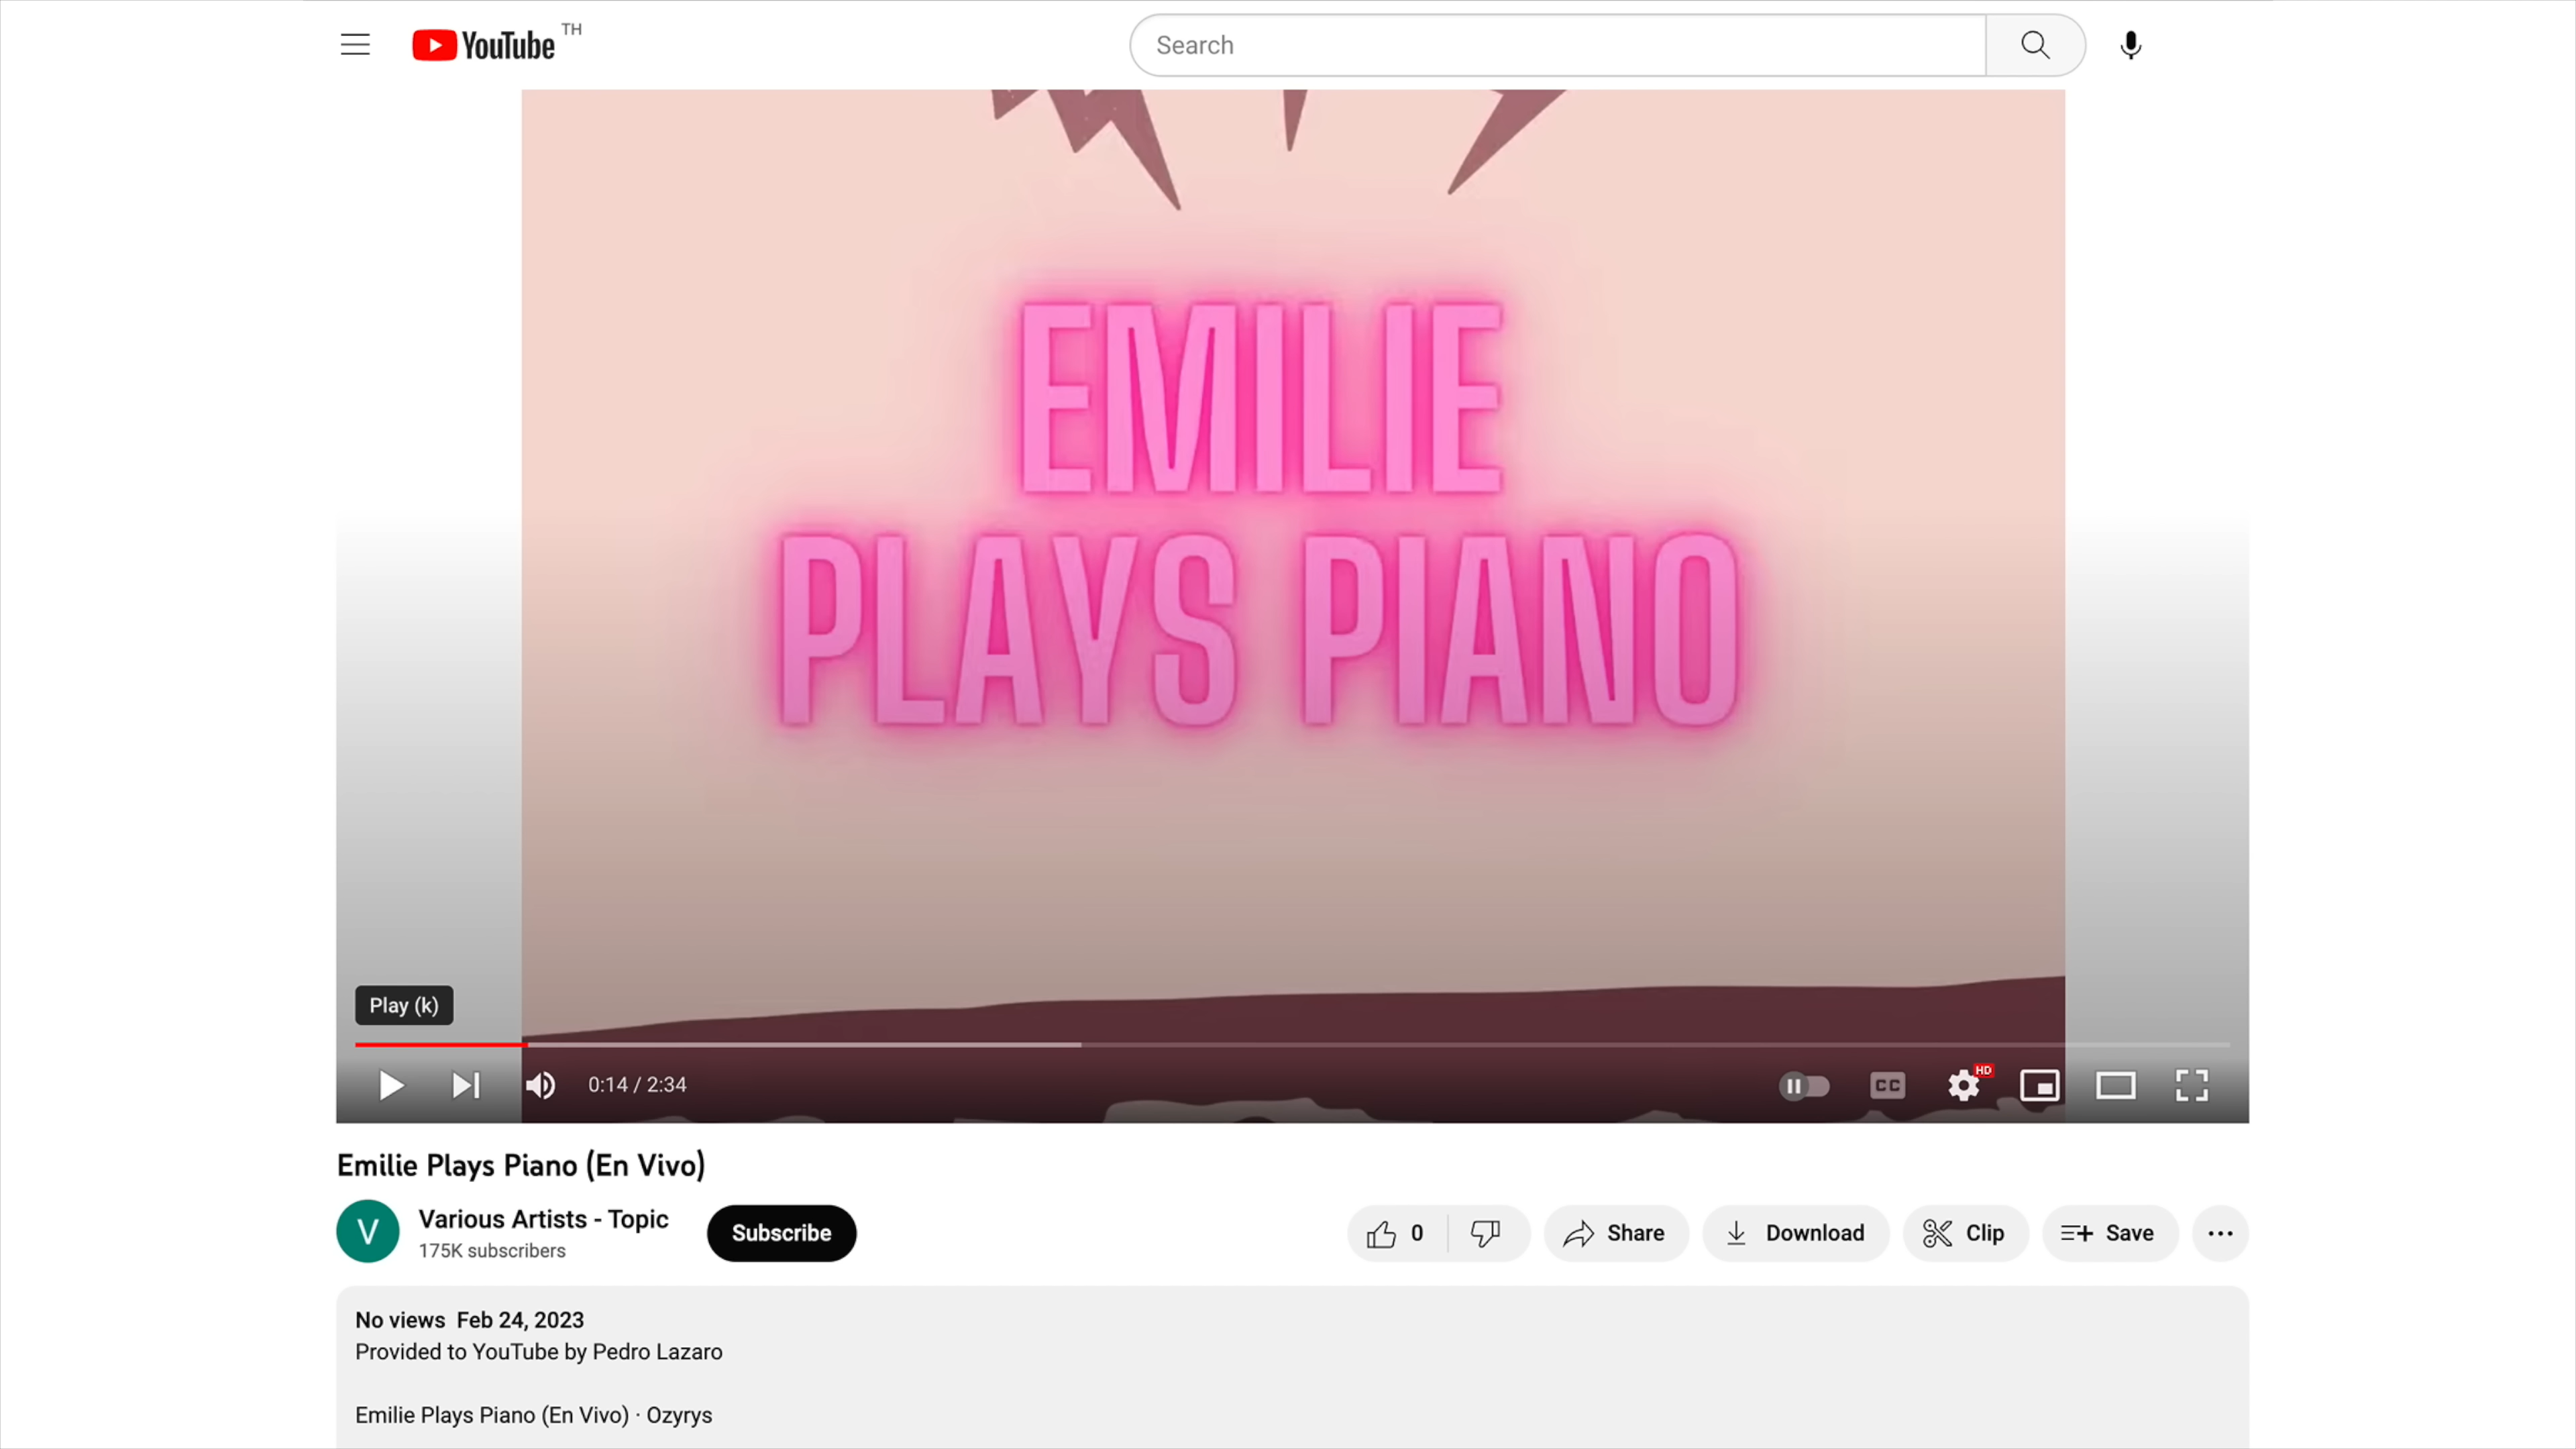 YouTube TH
Search
EMILIE
PLAYS PIANO
Play (k)
0:14 / 2:34
CC
HD
Emilie Plays Piano (En Vivo)
V
Various Artists - Topic
175K subscribers
Subscribe
0
Share
Download
Clip
Save
No views Feb 24, 2023
Provided to YouTube by Pedro Lazaro
Emilie Plays Piano (En Vivo) · Ozyrys